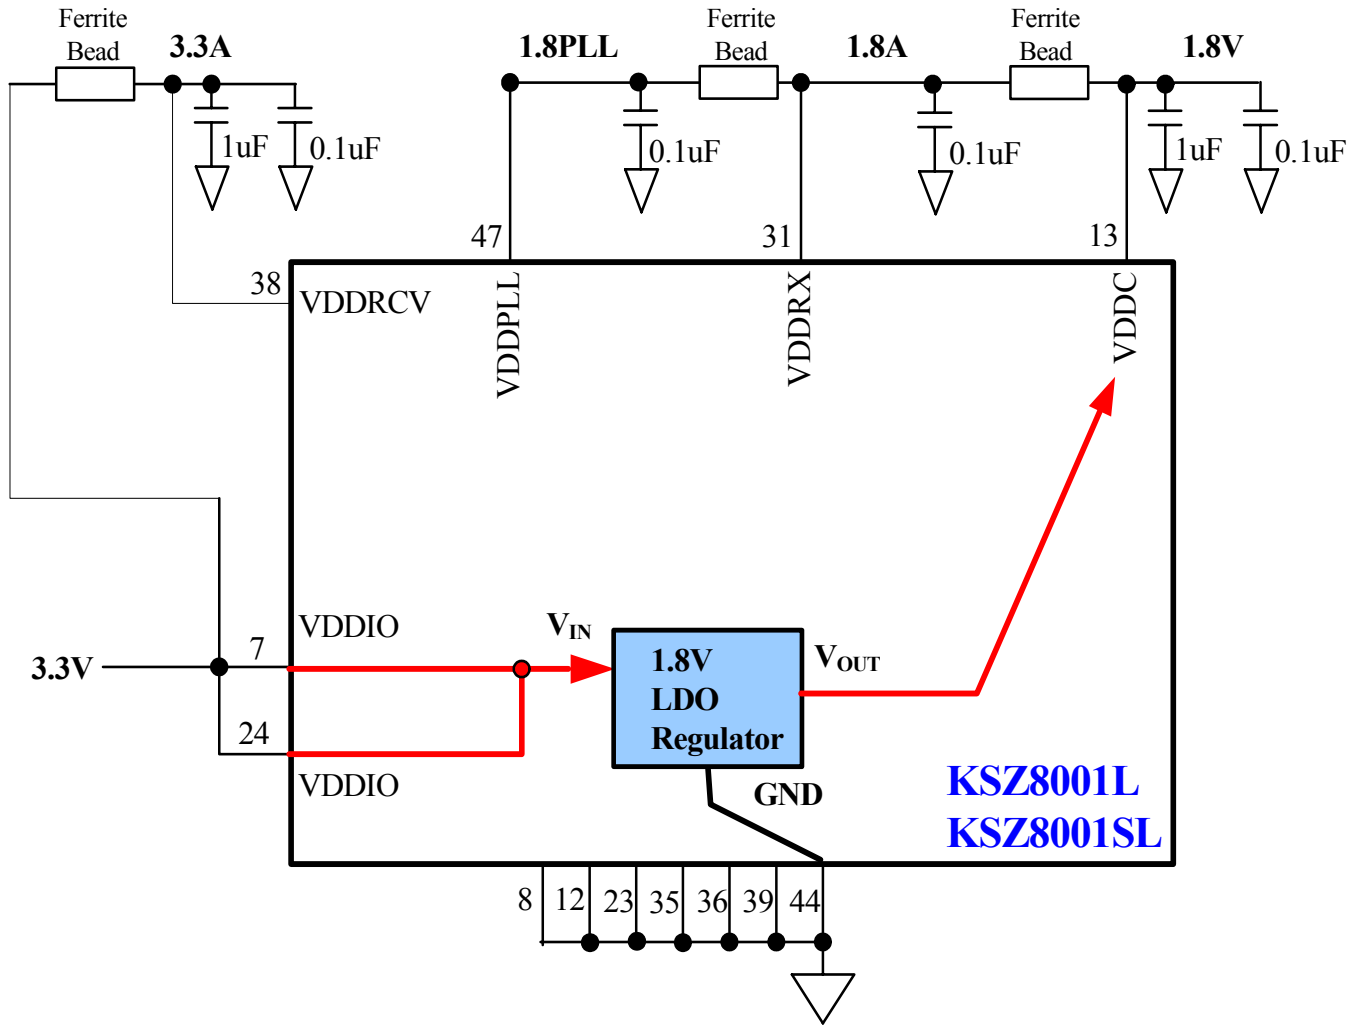 Ferrite
Bead
3.3A
1uF
0.1uF
1.8PLL
Ferrite
Bead
1.8A
Ferrite
Bead
1.8V
0.1uF
0.1uF
1uF
0.1uF
47
31
13
38
VDDRCV
VDDPLL
VDDRX
VDDC
3.3V
7
VDDIO
24
VDDIO
VIN
1.8V
LDO
Regulator
VOUT
GND
KSZ8001L
KSZ8001SL
8
12
23
35
36
39
44